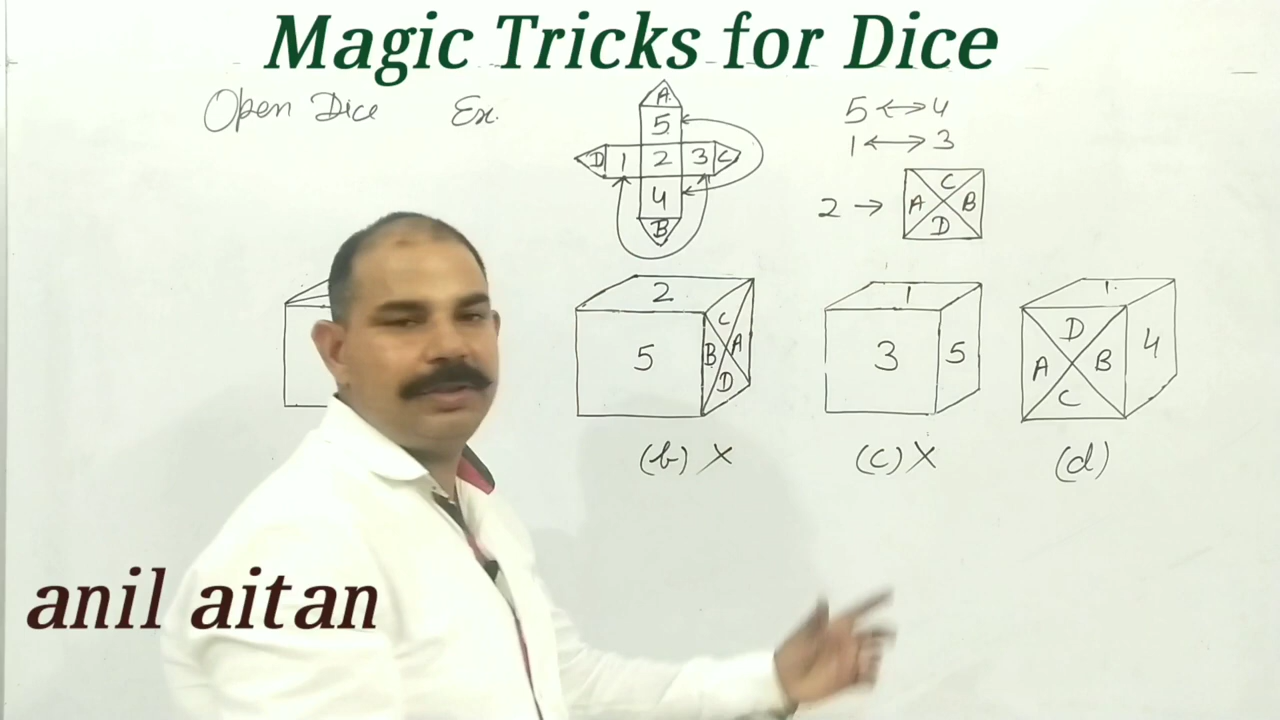 Magic Tricks for Dice
Open Dice Ex.
A
5
D 1 2 3 C
4
B
5 ↔ 4
1 ↔ 3
2 → C A B D
2
5
C B A D
(b) X
1
3 5
(c) X
1
D A B C
4
(d)
anil aitan